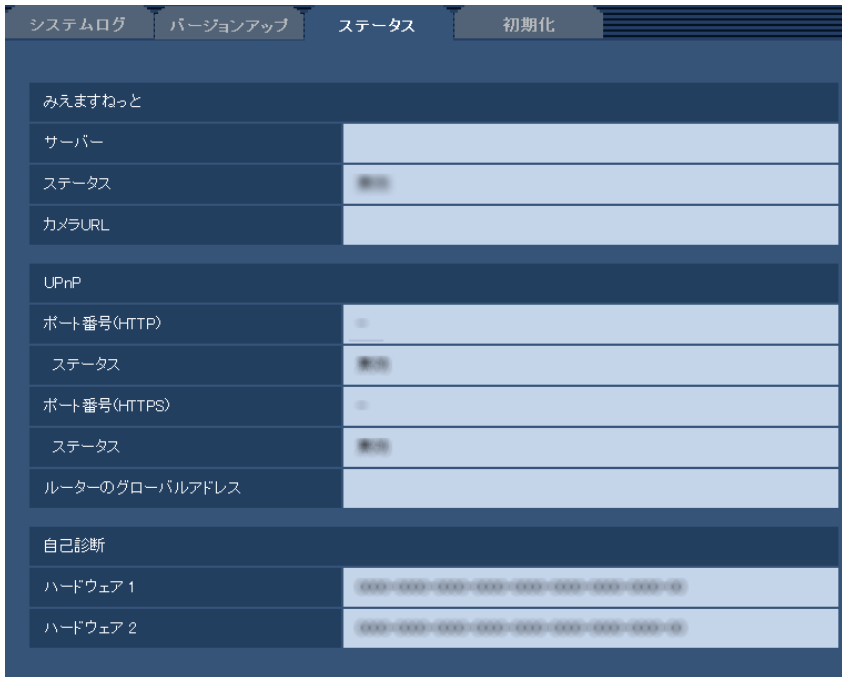 システムログ バージョンアップ ステータス 初期化
みえますねっと
サーバー
ステータス
カメラURL
UPnP
ポート番号(HTTP)
ステータス
ポート番号(HTTPS)
ステータス
ルーターのグローバルアドレス
自己診断
ハードウェア 1
ハードウェア 2